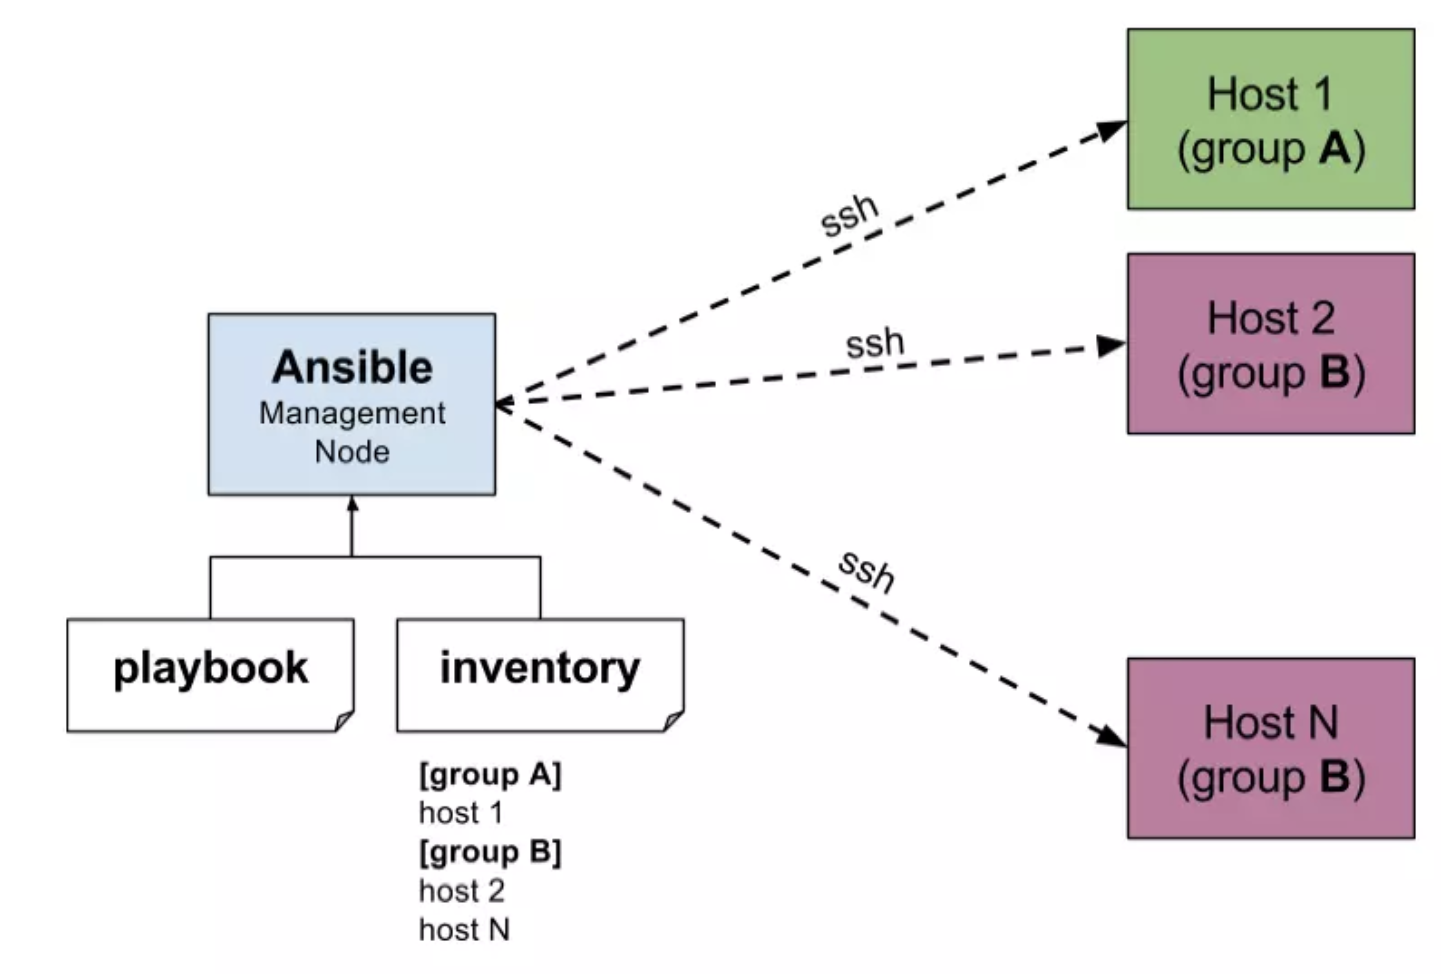 Host 1
(group A)
ssh
Host 2
(group B)
ssh
Ansible
Management
Node
ssh
playbook
inventory
Host N
(group B)
[group A]
host 1
[group B]
host 2
host N